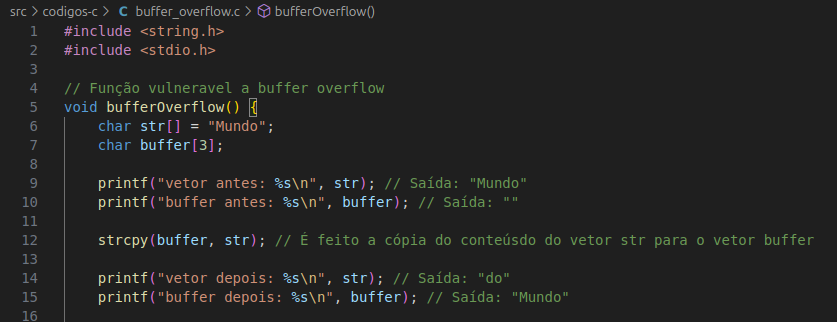 src > codigos-c > C buffer_overflow.c > bufferOverflow()
1 #include <string.h>
2 #include <stdio.h>
3
4 // Função vulneravel a buffer overflow
5 void bufferOverflow() {
6 char str[] = "Mundo";
7 char buffer[3];
8
9 printf("vetor antes: %s\n", str); // Saída: "Mundo"
10 printf("buffer antes: %s\n", buffer); // Saída: ""
11
12 strcpy(buffer, str); // É feito a cópia do conteúsdo do vetor str para o vetor buffer
13
14 printf("vetor depois: %s\n", str); // Saída: "do"
15 printf("buffer depois: %s\n", buffer); // Saída: "Mundo"
16